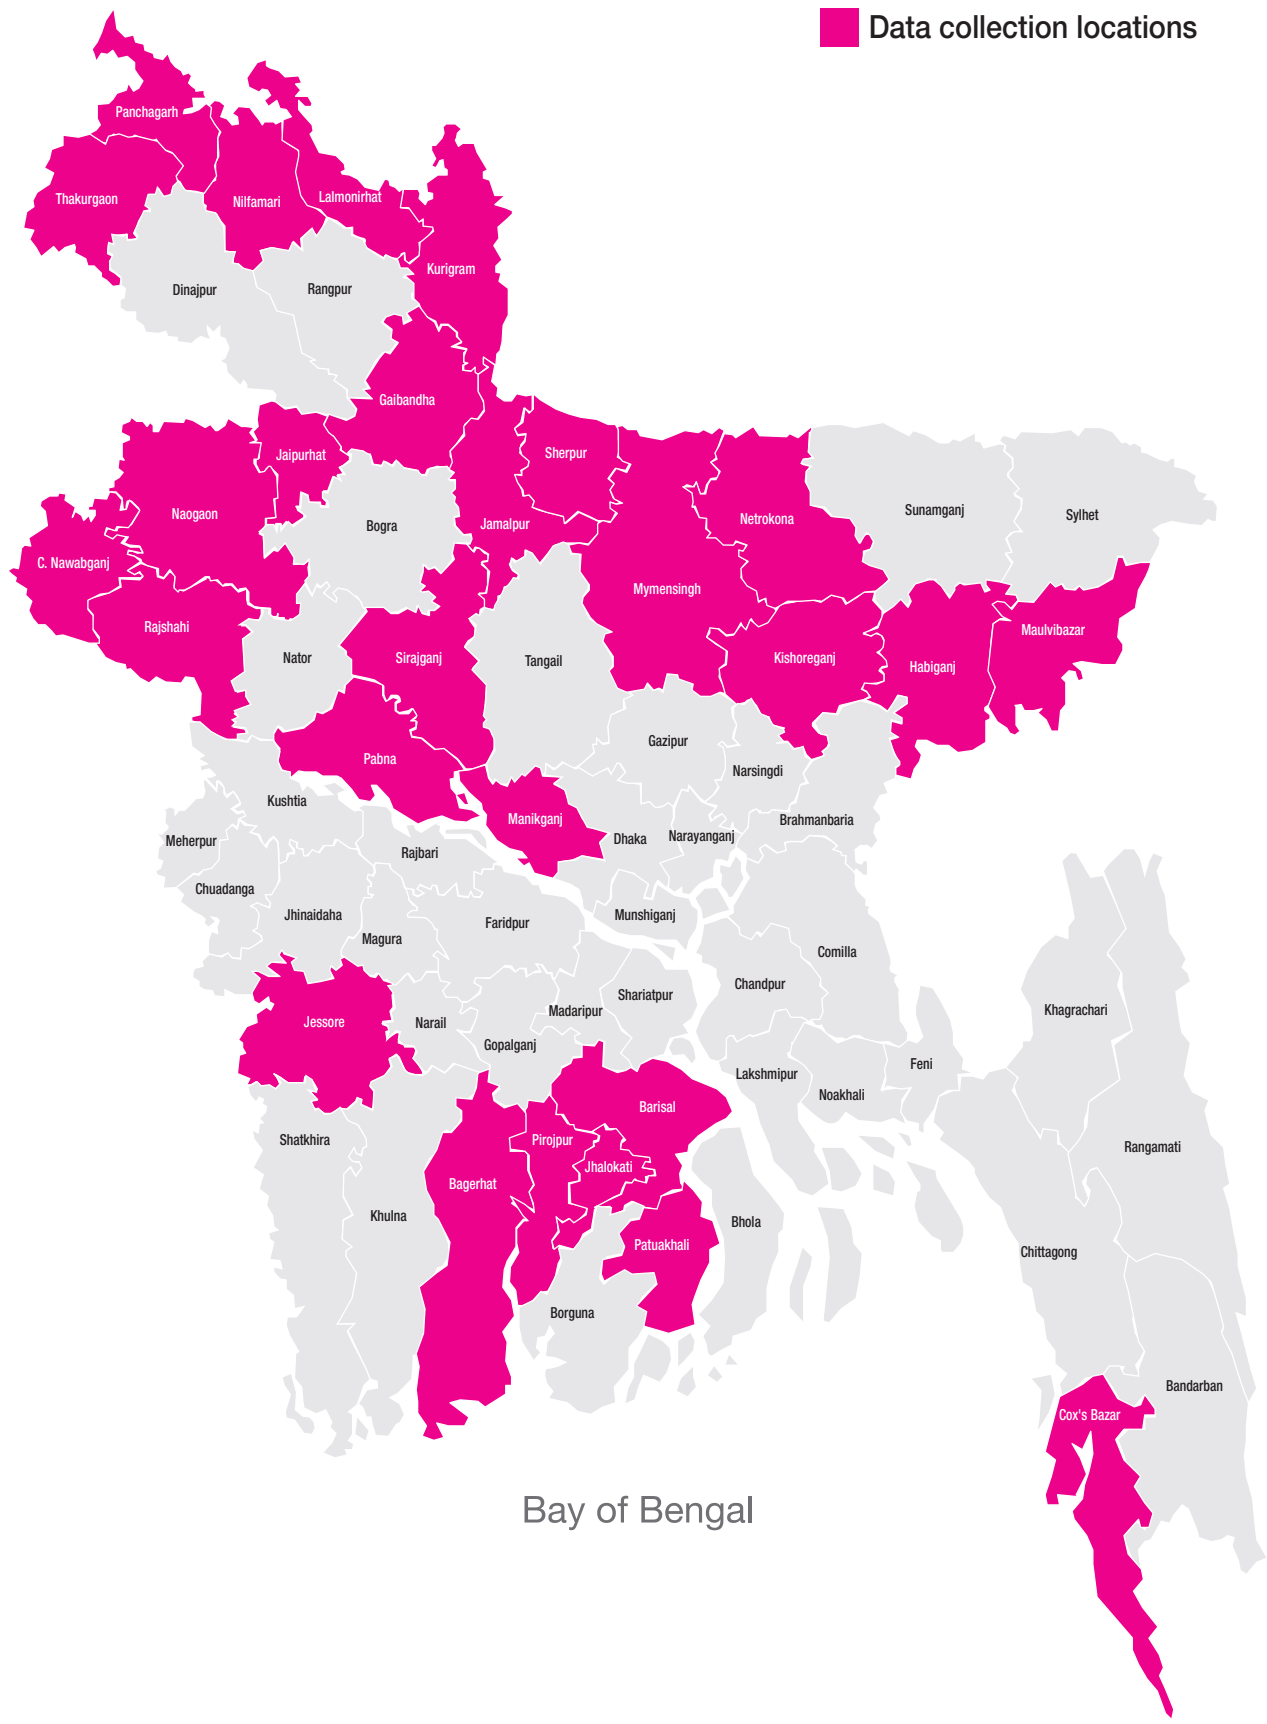 Data collection locations
Panchagarh
Thakurgaon
Nilfamari
Lalmonirhat
Kurigram
Dinajpur
Rangpur
Gaibandha
Jaipurhat
Sherpur
Naogaon
Bogra
Jamalpur
Netrokona
Sunamganj
Sylhet
C. Nawabganj
Mymensingh
Rajshahi
Maulvibazar
Nator
Sirajganj
Tangail
Kishoreganj
Habiganj
Pabna
Gazipur
Narsingdi
Kushtia
Manikganj
Brahmanbaria
Meherpur
Dhaka
Narayanganj
Rajbari
Chuadanga
Jhinaidaha
Munshiganj
Faridpur
Magura
Comilla
Chandpur
Shariatpur
Madaripur
Khagrachari
Jessore
Narail
Gopalganj
Feni
Lakshmipur
Noakhali
Barisal
Shatkhira
Pirojpur
Rangamati
Jhalokati
Bagerhat
Khulna
Bhola
Patuakhali
Chittagong
Borguna
Bandarban
Cox's Bazar
Bay of Bengal